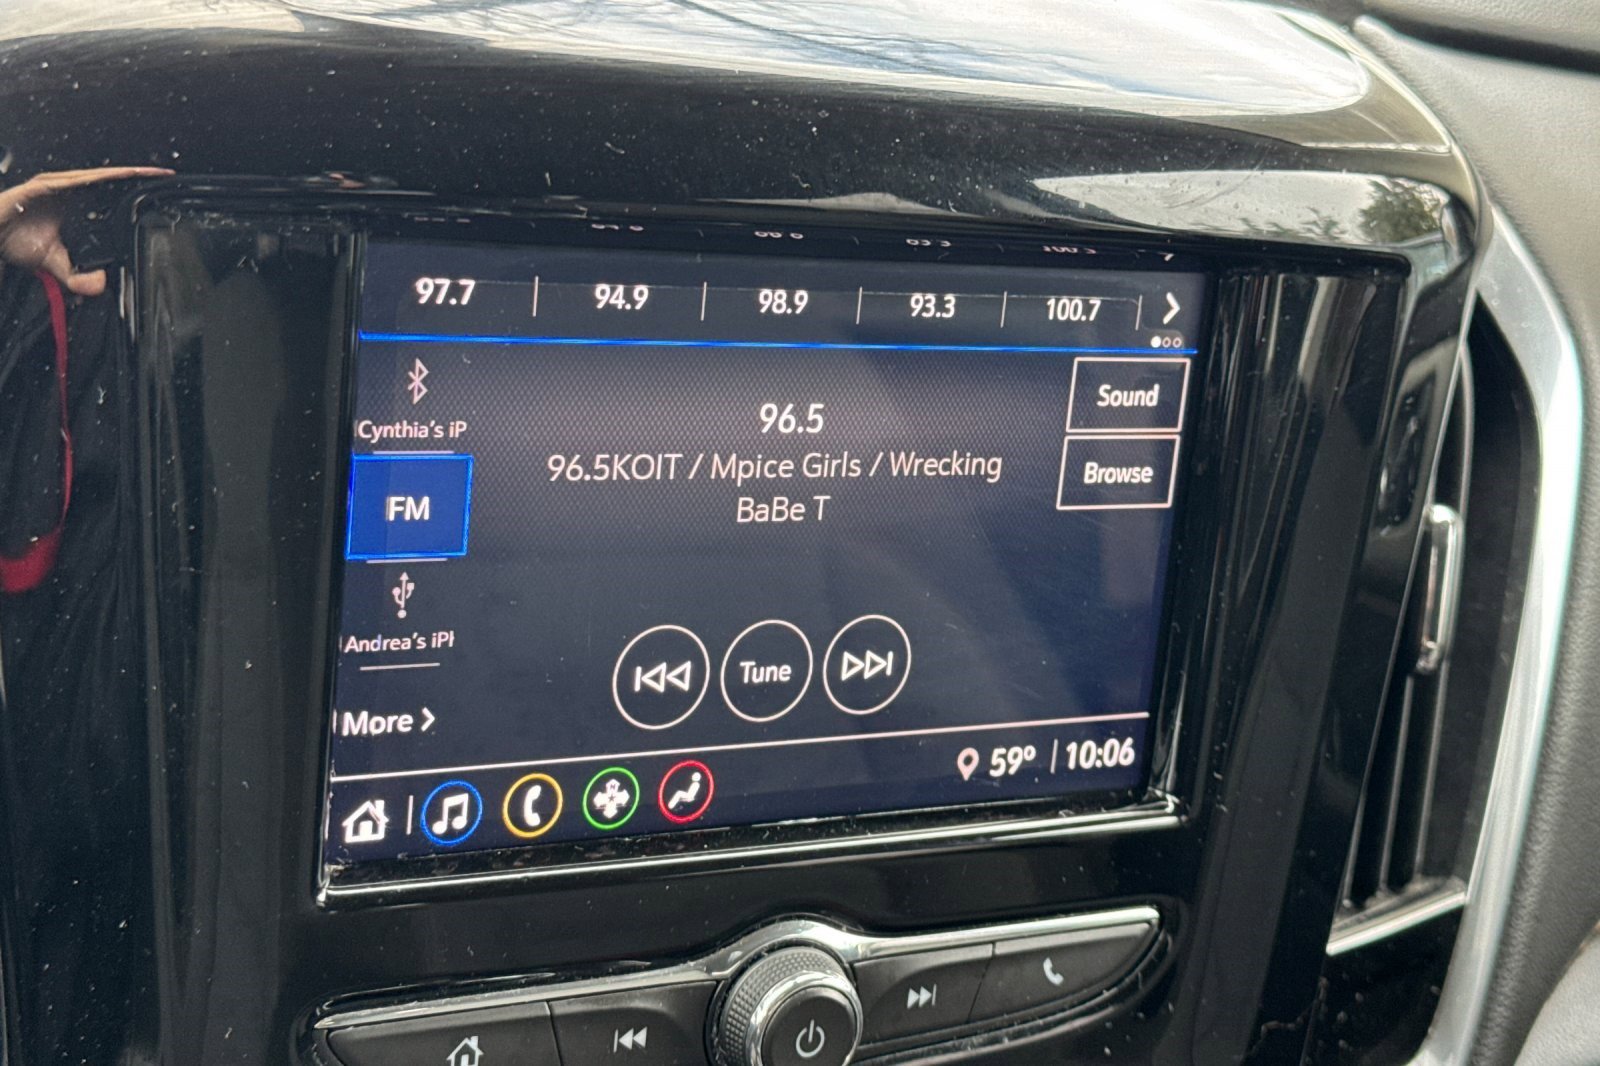 97.7 | 94.9 | 98.9 | 93.3 | 100.7
Cynthia's iP
FM
Andrea's iPh
More
96.5
96.5KOIT / Mpice Girls / Wrecking
BaBe T
Sound
Browse
Tune
59° | 10:06